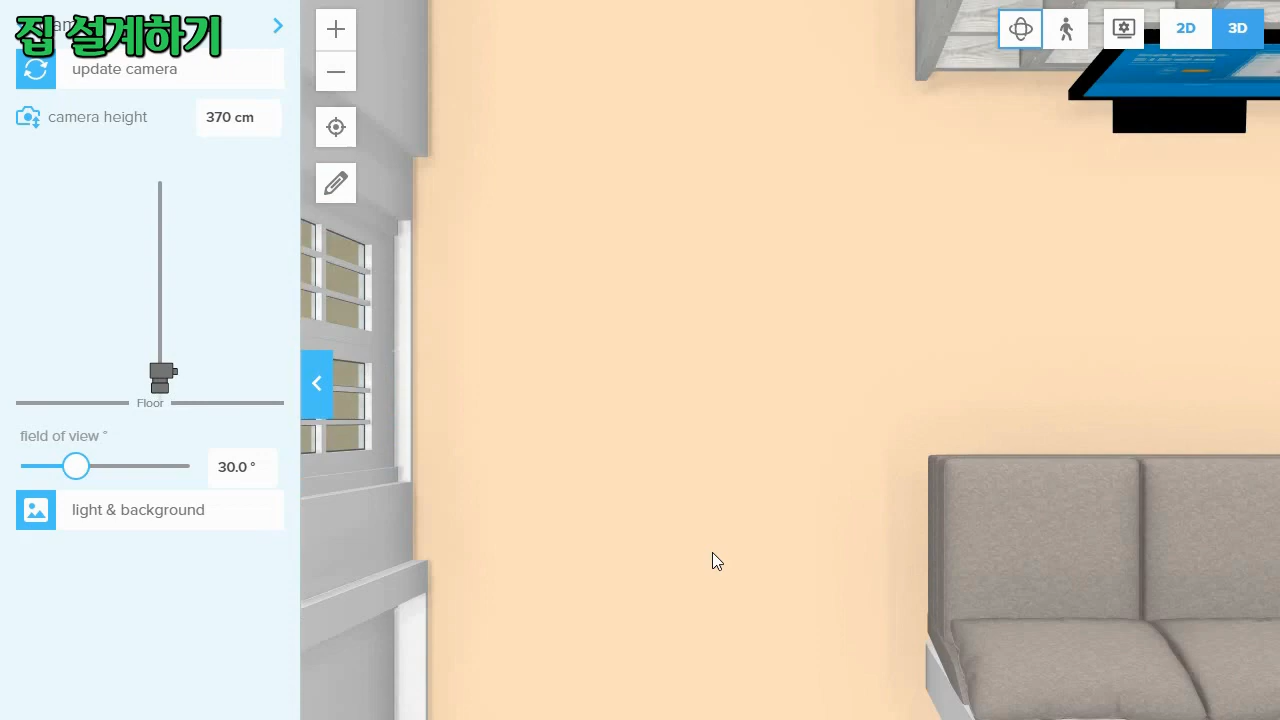 집 설계하기
update camera
camera height
370 cm
Floor
field of view °
30.0 °
light & background
2D
3D